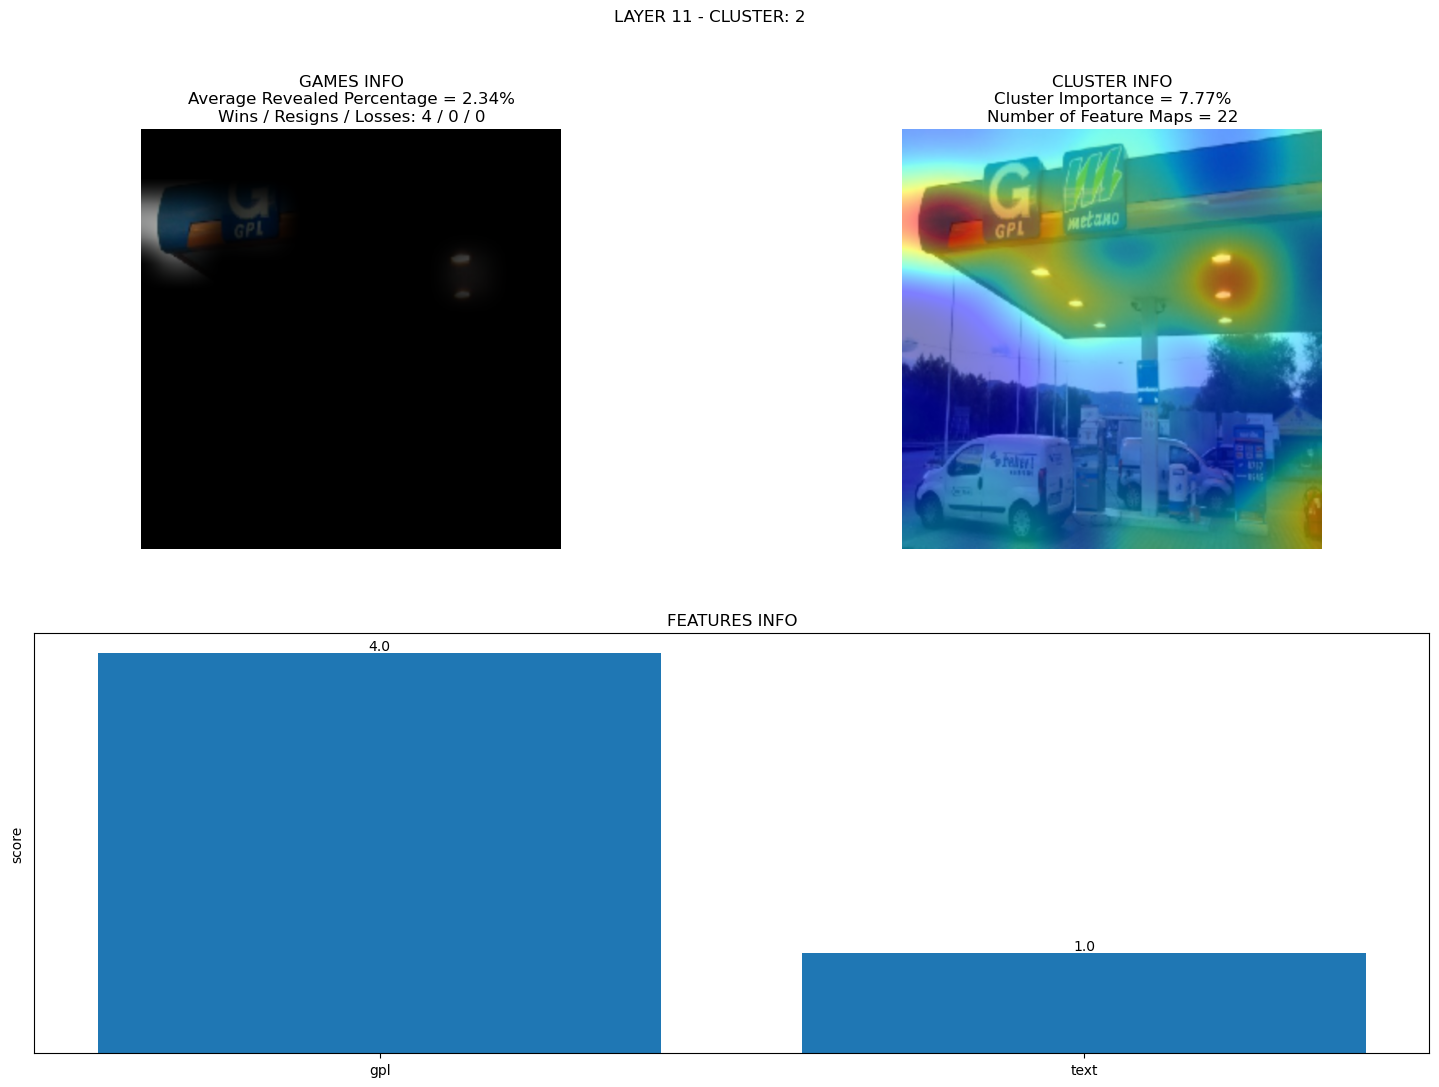 LAYER 11 - CLUSTER: 2
GAMES INFO
Average Revealed Percentage = 2.34%
Wins / Resigns / Losses: 4 / 0 / 0
G
GPL
CLUSTER INFO
Cluster Importance = 7.77%
Number of Feature Maps = 22
G
GPL
metano
FEATURES INFO
score
4.0
1.0
gpl
text